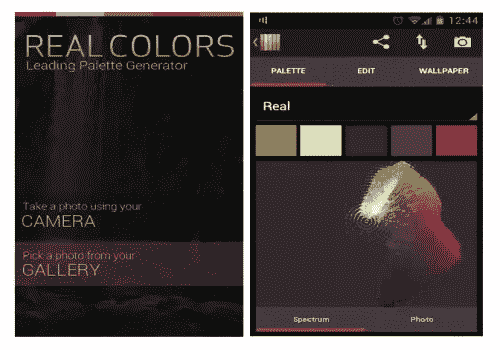 REAL COLORS
Leading Palette Generator
Take a photo using your
CAMERA
Pick a photo from your
GALLERY
12:44
PALETTE EDIT WALLPAPER
Real
Spectrum Photo